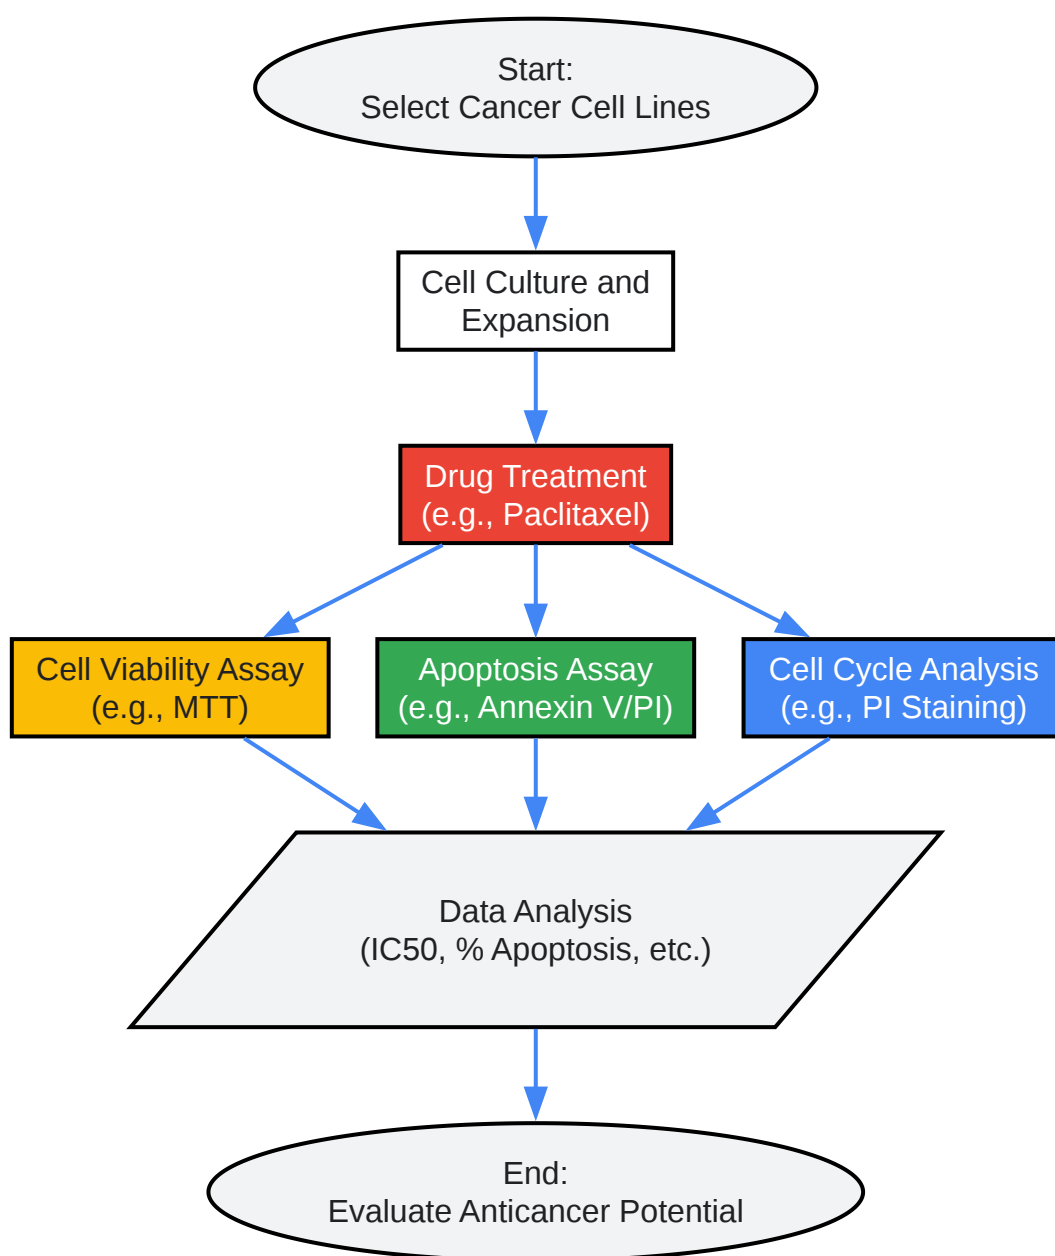 Start:
Select Cancer Cell Lines
Cell Culture and
Expansion
Drug Treatment
(e.g., Paclitaxel)
Cell Viability Assay
(e.g., MTT)
Apoptosis Assay
(e.g., Annexin V/PI)
Cell Cycle Analysis
(e.g., PI Staining)
Data Analysis
(IC50, % Apoptosis, etc.)
End:
Evaluate Anticancer Potential